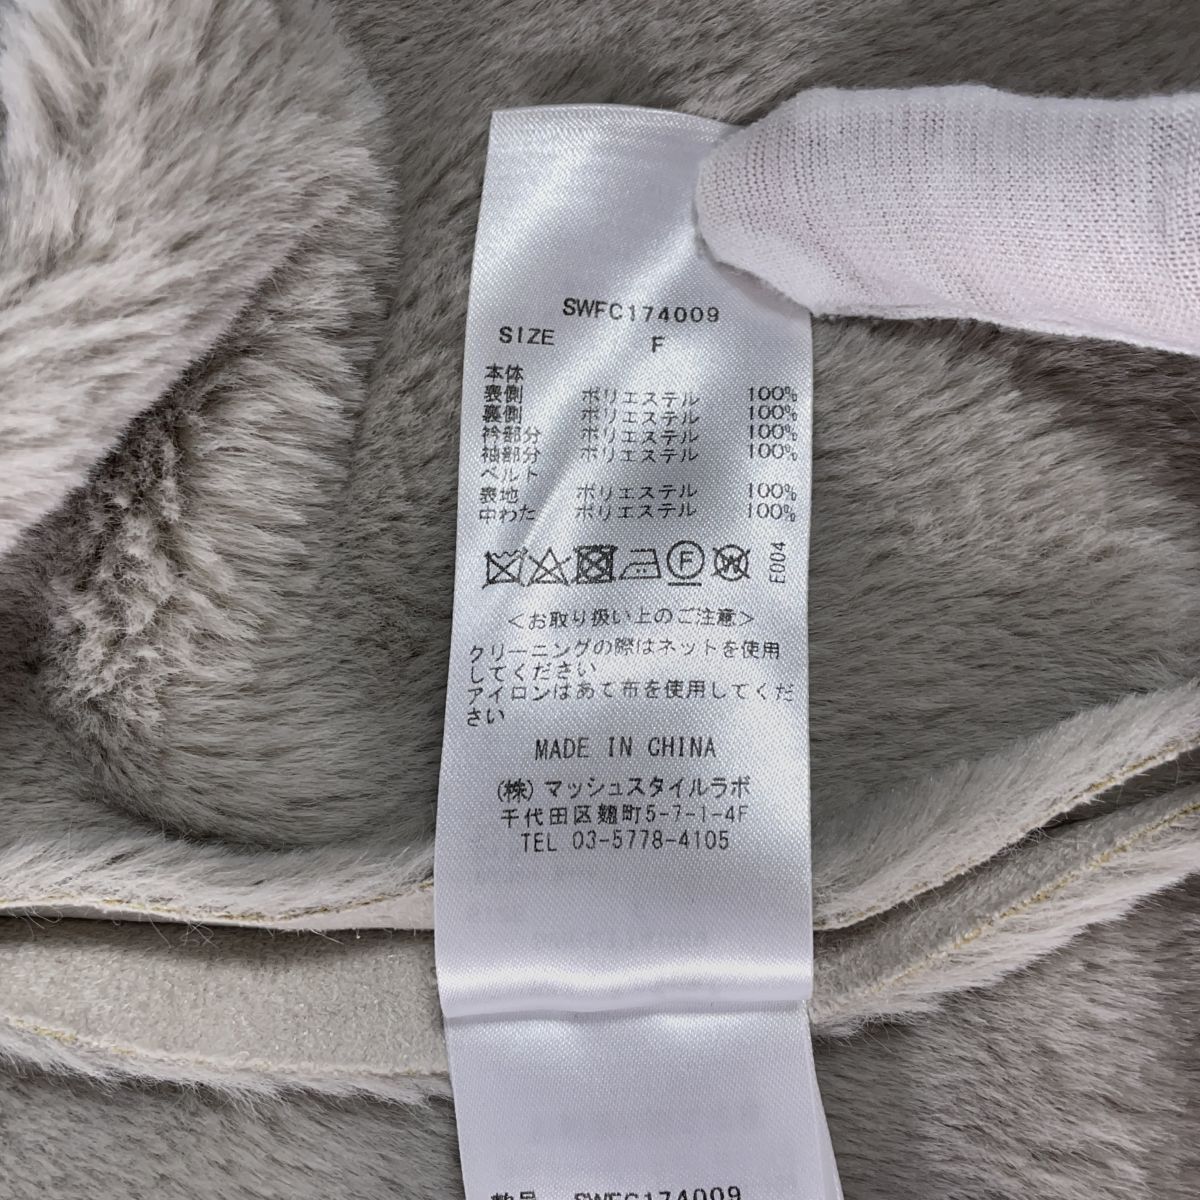 SWFC174009
SIZE F
本体
表側 ポリエステル 100%
裏側 ポリエステル 100%
衿部分 ポリエステル 100%
袖部分 ポリエステル 100%
ベルト
表地 ポリエステル 100%
中わた ポリエステル 100%
F W E004
<お取り扱い上のご注意>
クリーニングの際はネットを使用
してください
アイロンはあて布を使用してくだ
さい
MADE IN CHINA
(株)マッシュスタイルラボ
千代田区麹町5-7-1-4F
TEL 03-5778-4105
SWFC174009